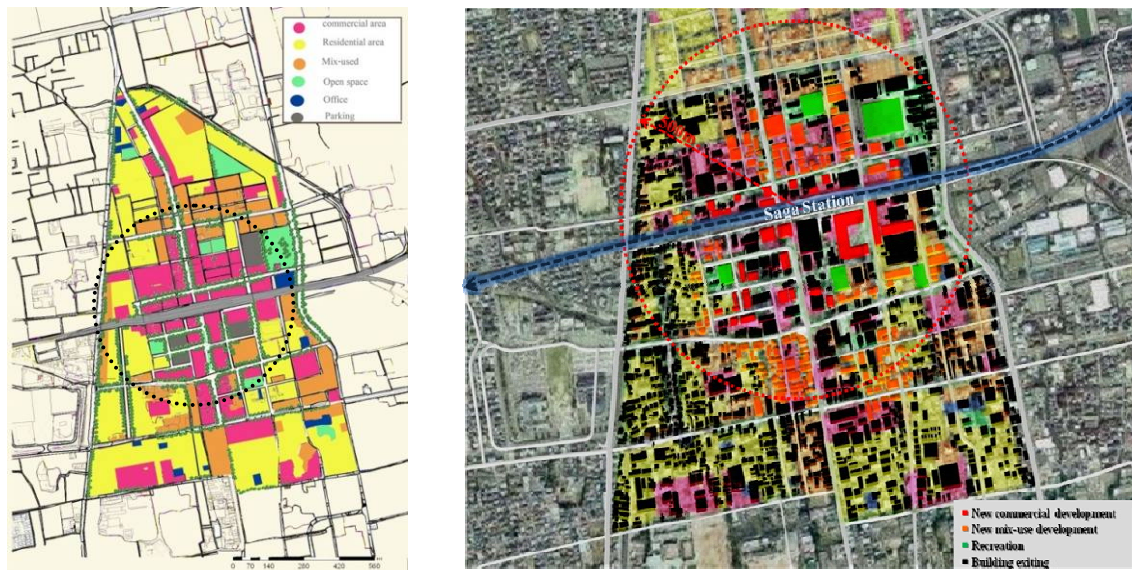 commercial area
Residential area
Mix-used
Open space
Office
Parking
0 70 140 280 420 560
Saga Station
New commercial development
New mix-use development
Recreation
Building exiting